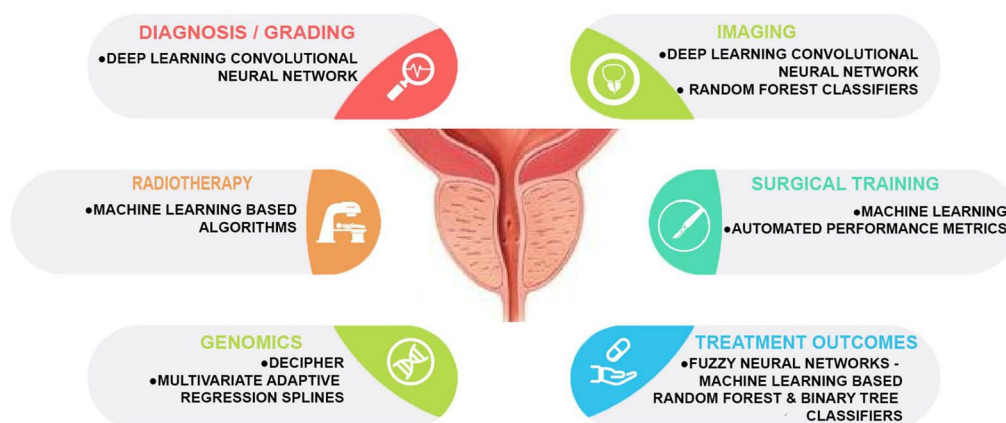 DIAGNOSIS / GRADING
●DEEP LEARNING CONVOLUTIONAL
NEURAL NETWORK
IMAGING
●DEEP LEARNING CONVOLUTIONAL
NEURAL NETWORK
● RANDOM FOREST CLASSIFIERS
RADIOTHERAPY
●MACHINE LEARNING BASED
ALGORITHMS
SURGICAL TRAINING
●MACHINE LEARNING
●AUTOMATED PERFORMANCE METRICS
GENOMICS
●DECIPHER
●MULTIVARIATE ADAPTIVE
REGRESSION SPLINES
TREATMENT OUTCOMES
●FUZZY NEURAL NETWORKS -
MACHINE LEARNING BASED
RANDOM FOREST & BINARY TREE
CLASSIFIERS